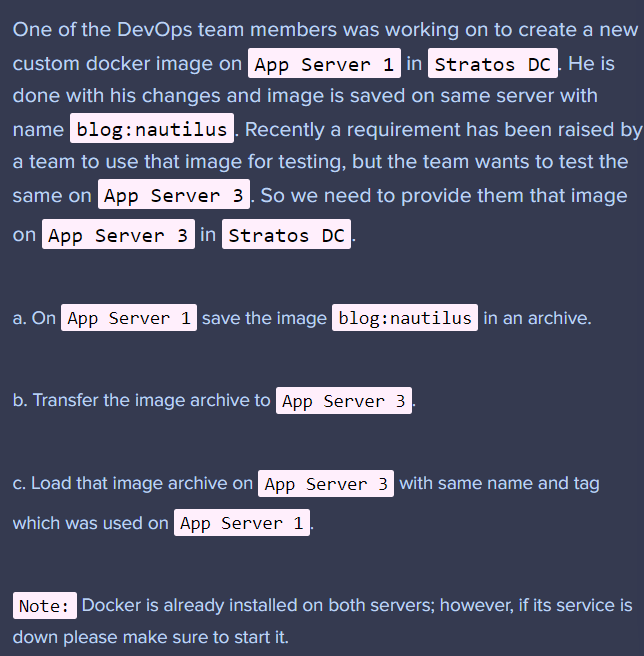 One of the DevOps team members was working on to create a new
custom docker image on App Server 1 in Stratos DC. He is
done with his changes and image is saved on same server with
name blog:nautilus. Recently a requirement has been raised by
a team to use that image for testing, but the team wants to test the
same on App Server 3. So we need to provide them that image
on App Server 3 in Stratos DC.
a. On App Server 1 save the image blog:nautilus in an archive.
b. Transfer the image archive to App Server 3.
c. Load that image archive on App Server 3 with same name and tag
which was used on App Server 1.
Note: Docker is already installed on both servers; however, if its service is
down please make sure to start it.